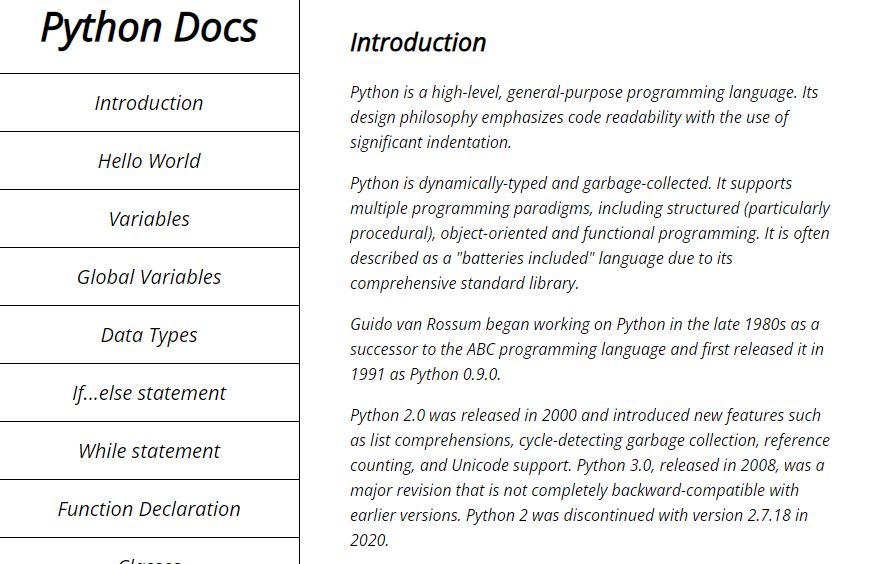 Python Docs
Introduction
Hello World
Variables
Global Variables
Data Types
If...else statement
While statement
Function Declaration
Classes
Introduction
Python is a high-level, general-purpose programming language. Its
design philosophy emphasizes code readability with the use of
significant indentation.
Python is dynamically-typed and garbage-collected. It supports
multiple programming paradigms, including structured (particularly
procedural), object-oriented and functional programming. It is often
described as a "batteries included" language due to its
comprehensive standard library.
Guido van Rossum began working on Python in the late 1980s as a
successor to the ABC programming language and first released it in
1991 as Python 0.9.0.
Python 2.0 was released in 2000 and introduced new features such
as list comprehensions, cycle-detecting garbage collection, reference
counting, and Unicode support. Python 3.0, released in 2008, was a
major revision that is not completely backward-compatible with
earlier versions. Python 2 was discontinued with version 2.7.18 in
2020.